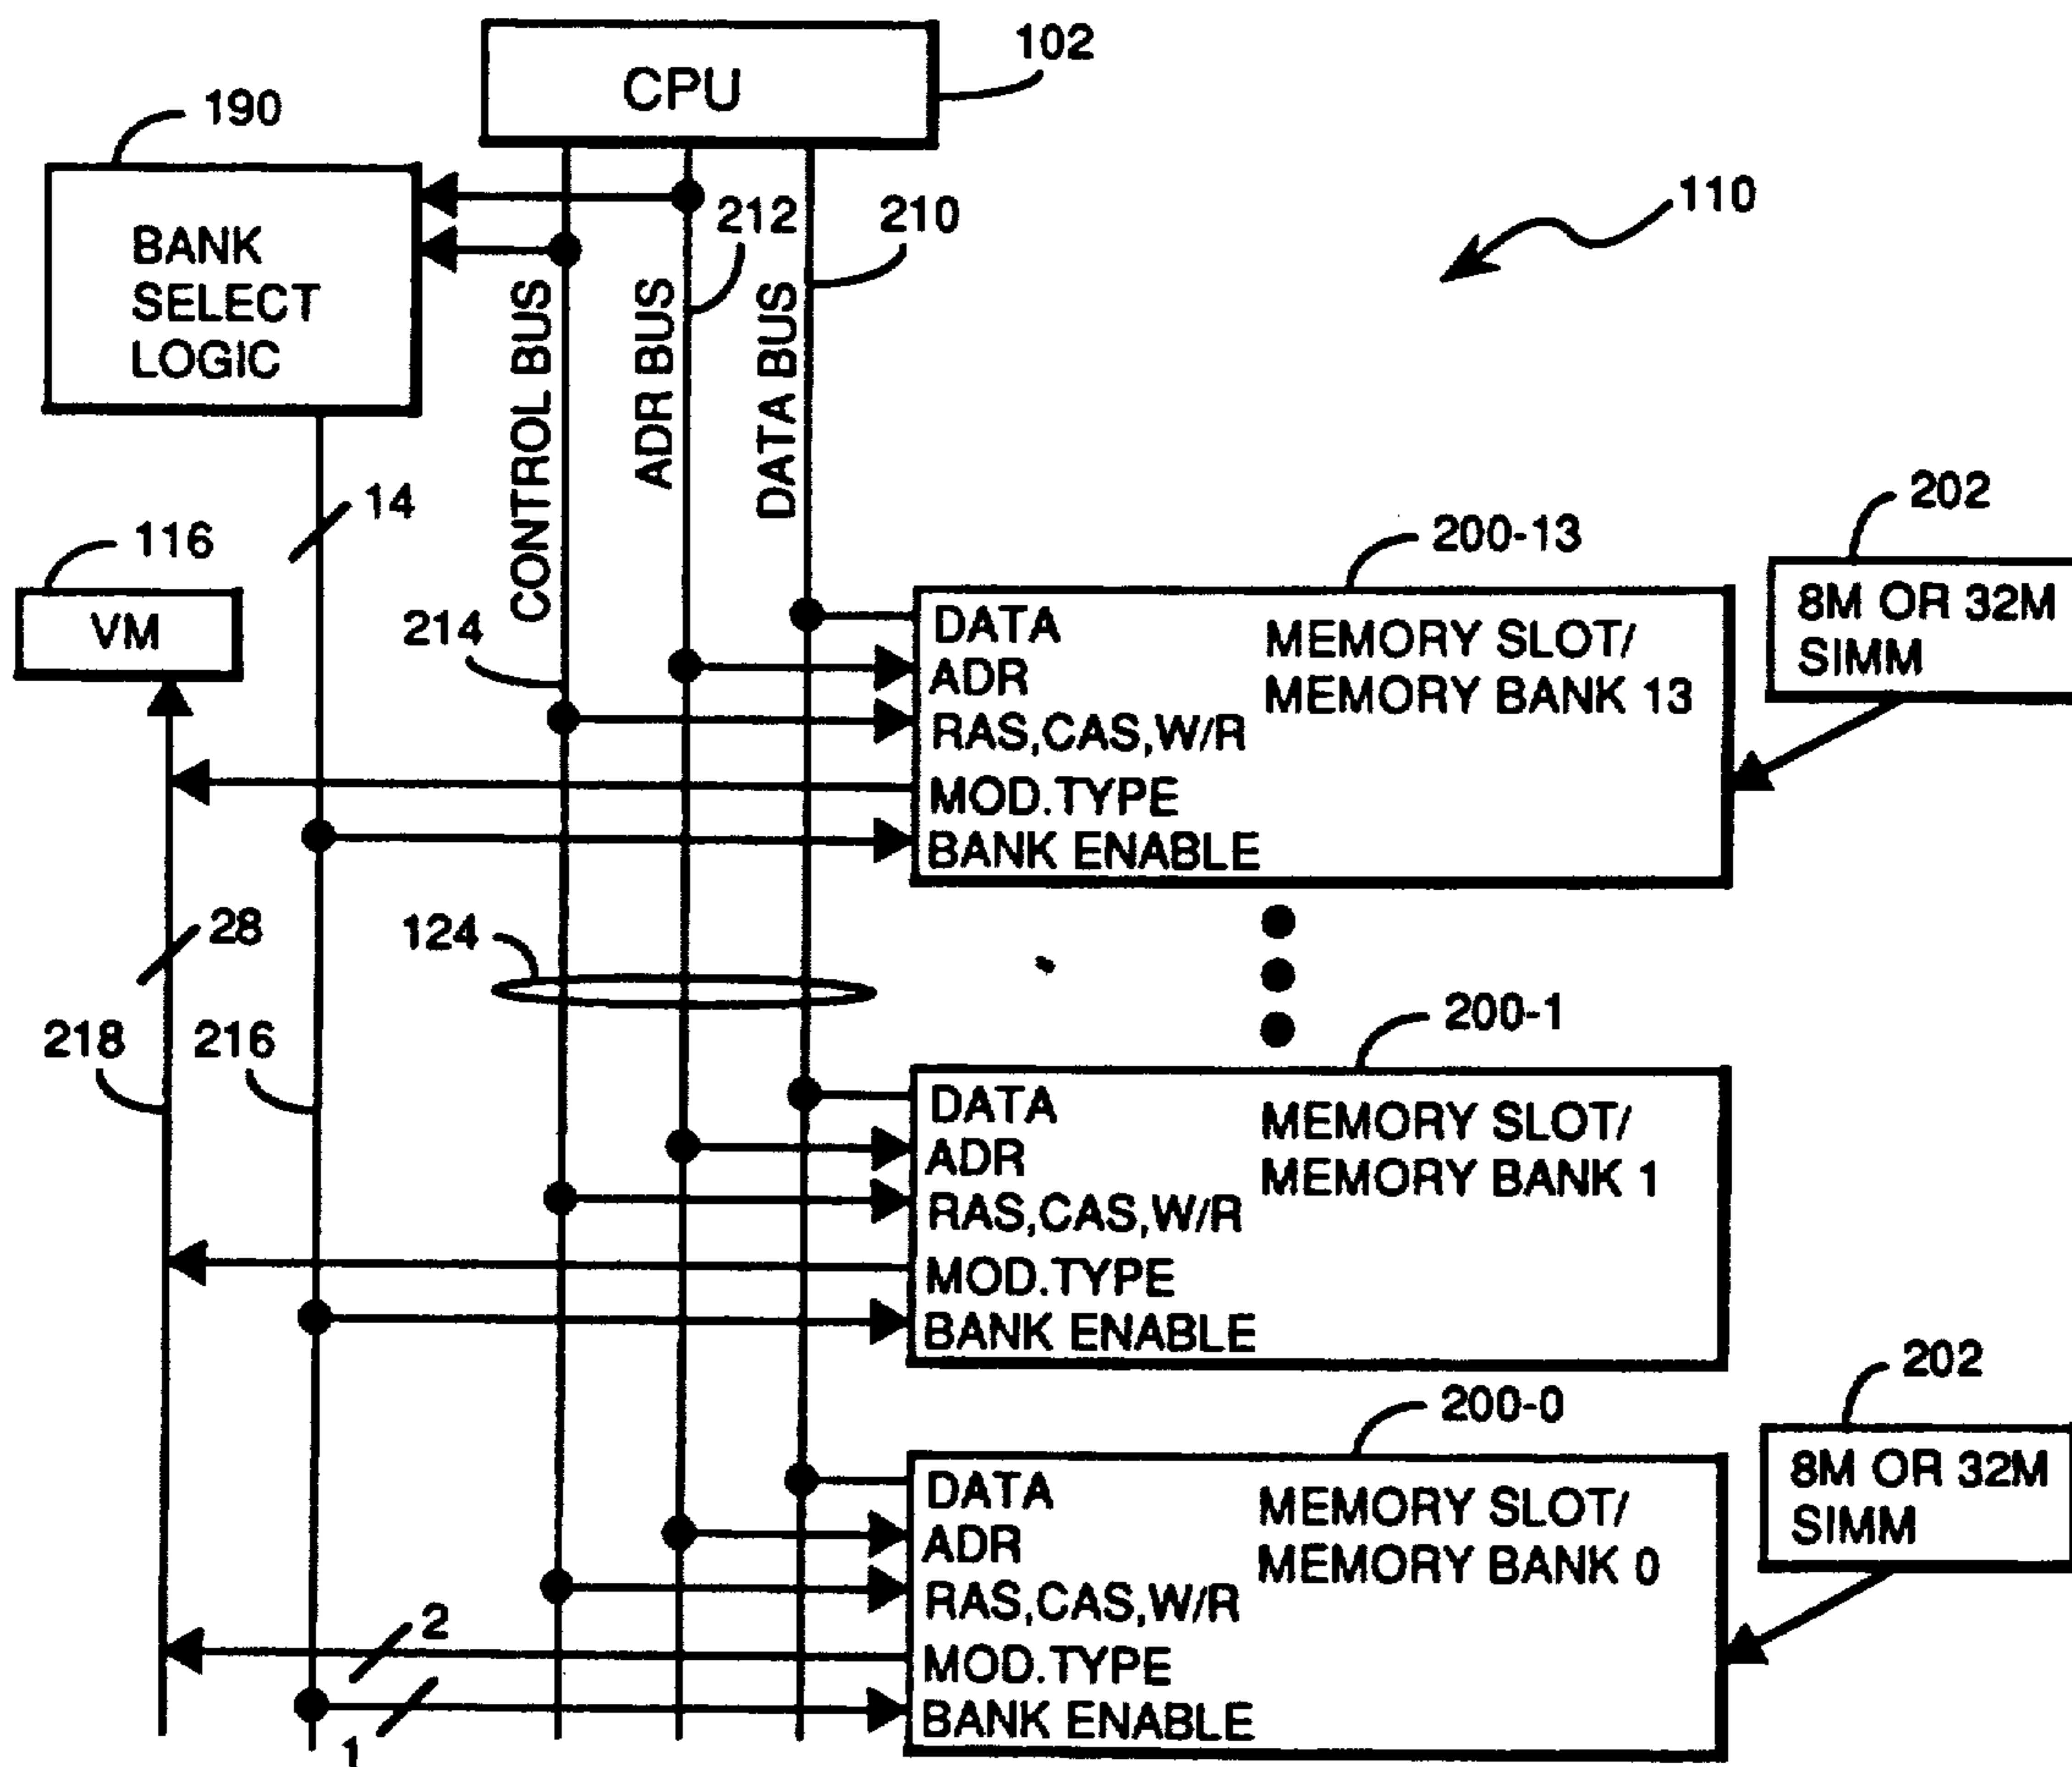 CPU
102
190
BANK
SELECT
LOGIC
212
210
110
CONTROL BUS
ADR BUS
DATA BUS
14
116
VM
214
200-13
202
DATA
ADR
RAS,CAS,W/R
MOD.TYPE
BANK ENABLE
MEMORY SLOT/
MEMORY BANK 13
8M OR 32M
SIMM
28
124
218
216
200-1
DATA
ADR
RAS,CAS,W/R
MOD.TYPE
BANK ENABLE
MEMORY SLOT/
MEMORY BANK 1
200-0
202
DATA
ADR
RAS,CAS,W/R
MOD.TYPE
BANK ENABLE
MEMORY SLOT/
MEMORY BANK 0
8M OR 32M
SIMM
2
1